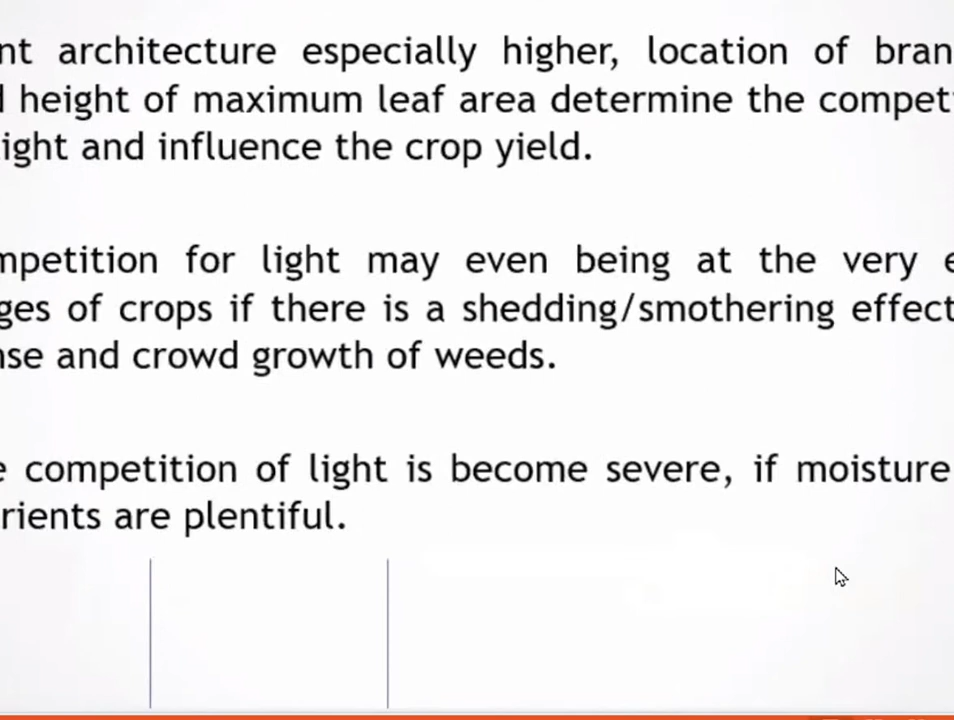 nt architecture especially higher, location of bran
height of maximum leaf area determine the compet
ight and influence the crop yield.
mpetition for light may even being at the very e
ges of crops if there is a shedding/smothering effect
nse and crowd growth of weeds.
e competition of light is become severe, if moisture
rients are plentiful.